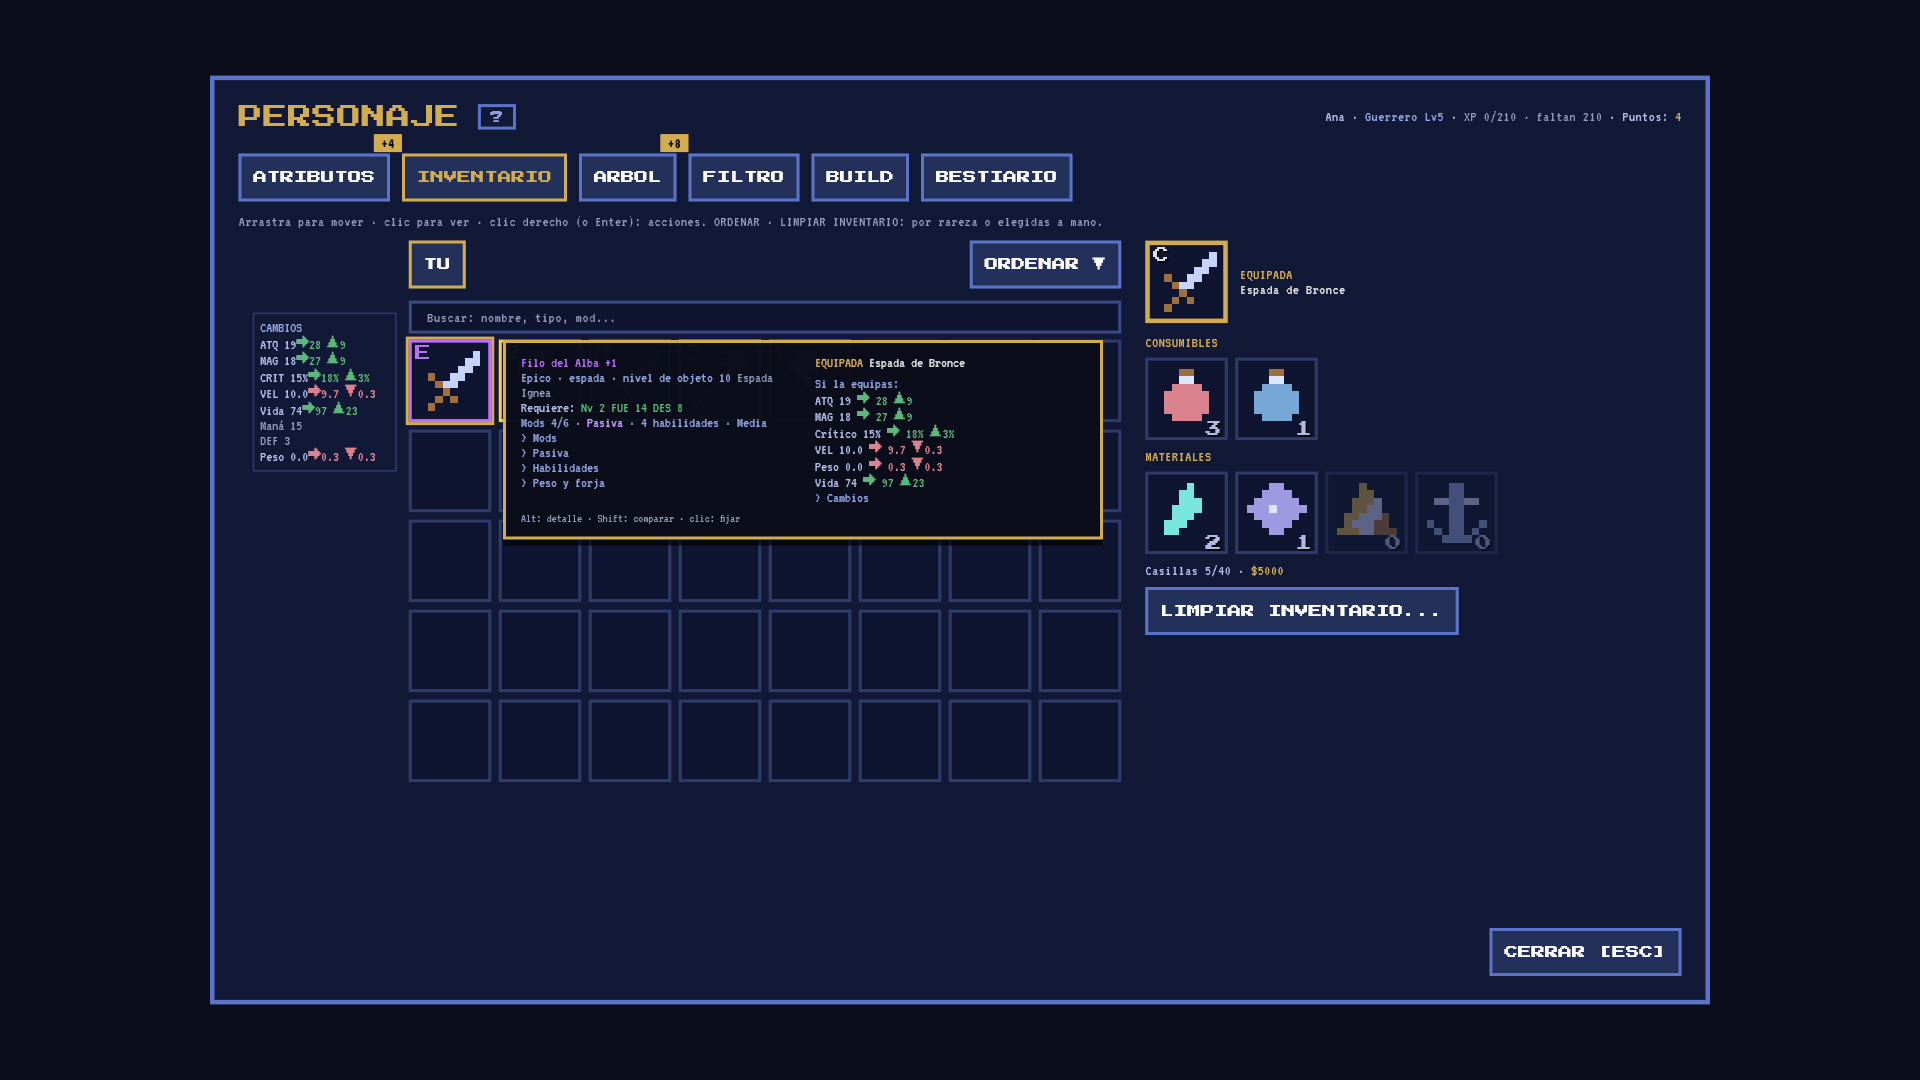 PERSONAJE
?
Ana · Guerrero Lv5 · XP 0/210 · faltan 210 · Puntos: 4
+4
+8
ATRIBUTOS
INVENTARIO
ARBOL
FILTRO
BUILD
BESTIARIO
Arrastra para mover · clic para ver · clic derecho (o Enter): acciones. ORDENAR · LIMPIAR INVENTARIO: por rareza o elegidas a mano.
TU
ORDENAR ▼
Buscar: nombre, tipo, mod...
CAMBIOS
ATQ 19 28 9
MAG 18 27 9
CRIT 15% 18% 3%
VEL 10.0 9.7 0.3
Vida 74 97 23
Maná 15
DEF 3
Peso 0.0 0.3 0.3
E
Filo del Alba +1
Epico · espada · nivel de objeto 10 Espada
Ignea
Requiere: Nv 2 FUE 14 DES 8
Mods 4/6 · Pasiva · 4 habilidades · Media
> Mods
> Pasiva
> Habilidades
> Peso y forja
Alt: detalle · Shift: comparar · clic: fijar
EQUIPADA Espada de Bronce
Si la equipas:
ATQ 19 28 9
MAG 18 27 9
Crítico 15% 18% 3%
VEL 10.0 9.7 0.3
Peso 0.0 0.3 0.3
Vida 74 97 23
> Cambios
C
EQUIPADA
Espada de Bronce
CONSUMIBLES
3
1
MATERIALES
2
1
0
0
Casillas 5/40 · $5000
LIMPIAR INVENTARIO...
CERRAR [ESC]